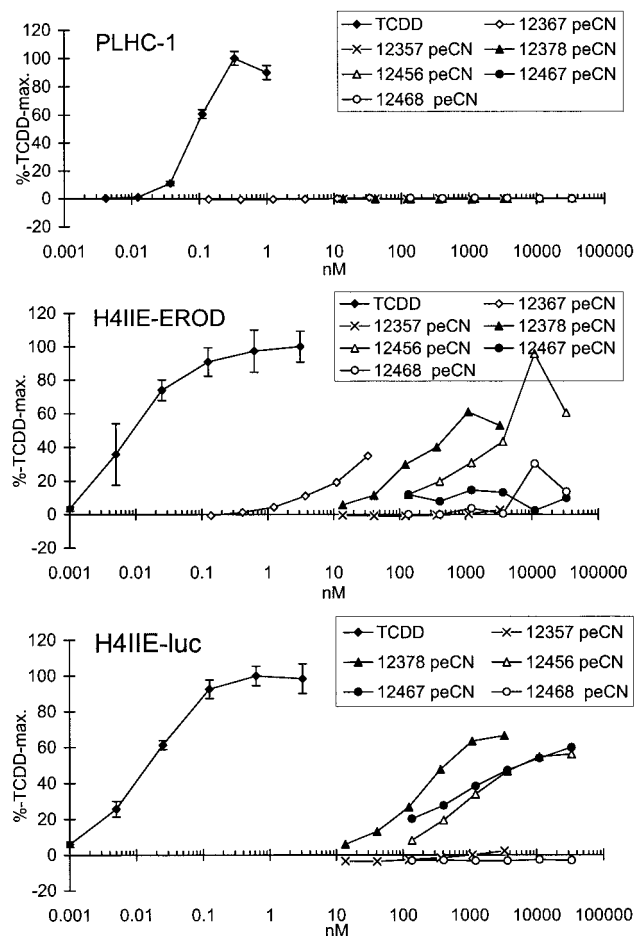 PLHC-1
TCDD
12367 peCN
12357 peCN
12378 peCN
12456 peCN
12467 peCN
12468 peCN
%-TCDD-max.
120
100
80
60
40
20
0
-20
0.001 0.01 0.1 1 10 100 1000 10000 100000
nM
H4IIE-EROD
TCDD
12367 peCN
12357 peCN
12378 peCN
12456 peCN
12467 peCN
12468 peCN
%-TCDD-max.
120
100
80
60
40
20
0
20
0.001 0.01 0.1 1 10 100 1000 10000 100000
nM
H4IIE-luc
TCDD
12357 peCN
12378 peCN
12456 peCN
12467 peCN
12468 peCN
%-TCDD-max.
120
100
80
60
40
20
0
-20
0.001 0.01 0.1 1 10 100 1000 10000 100000
nM